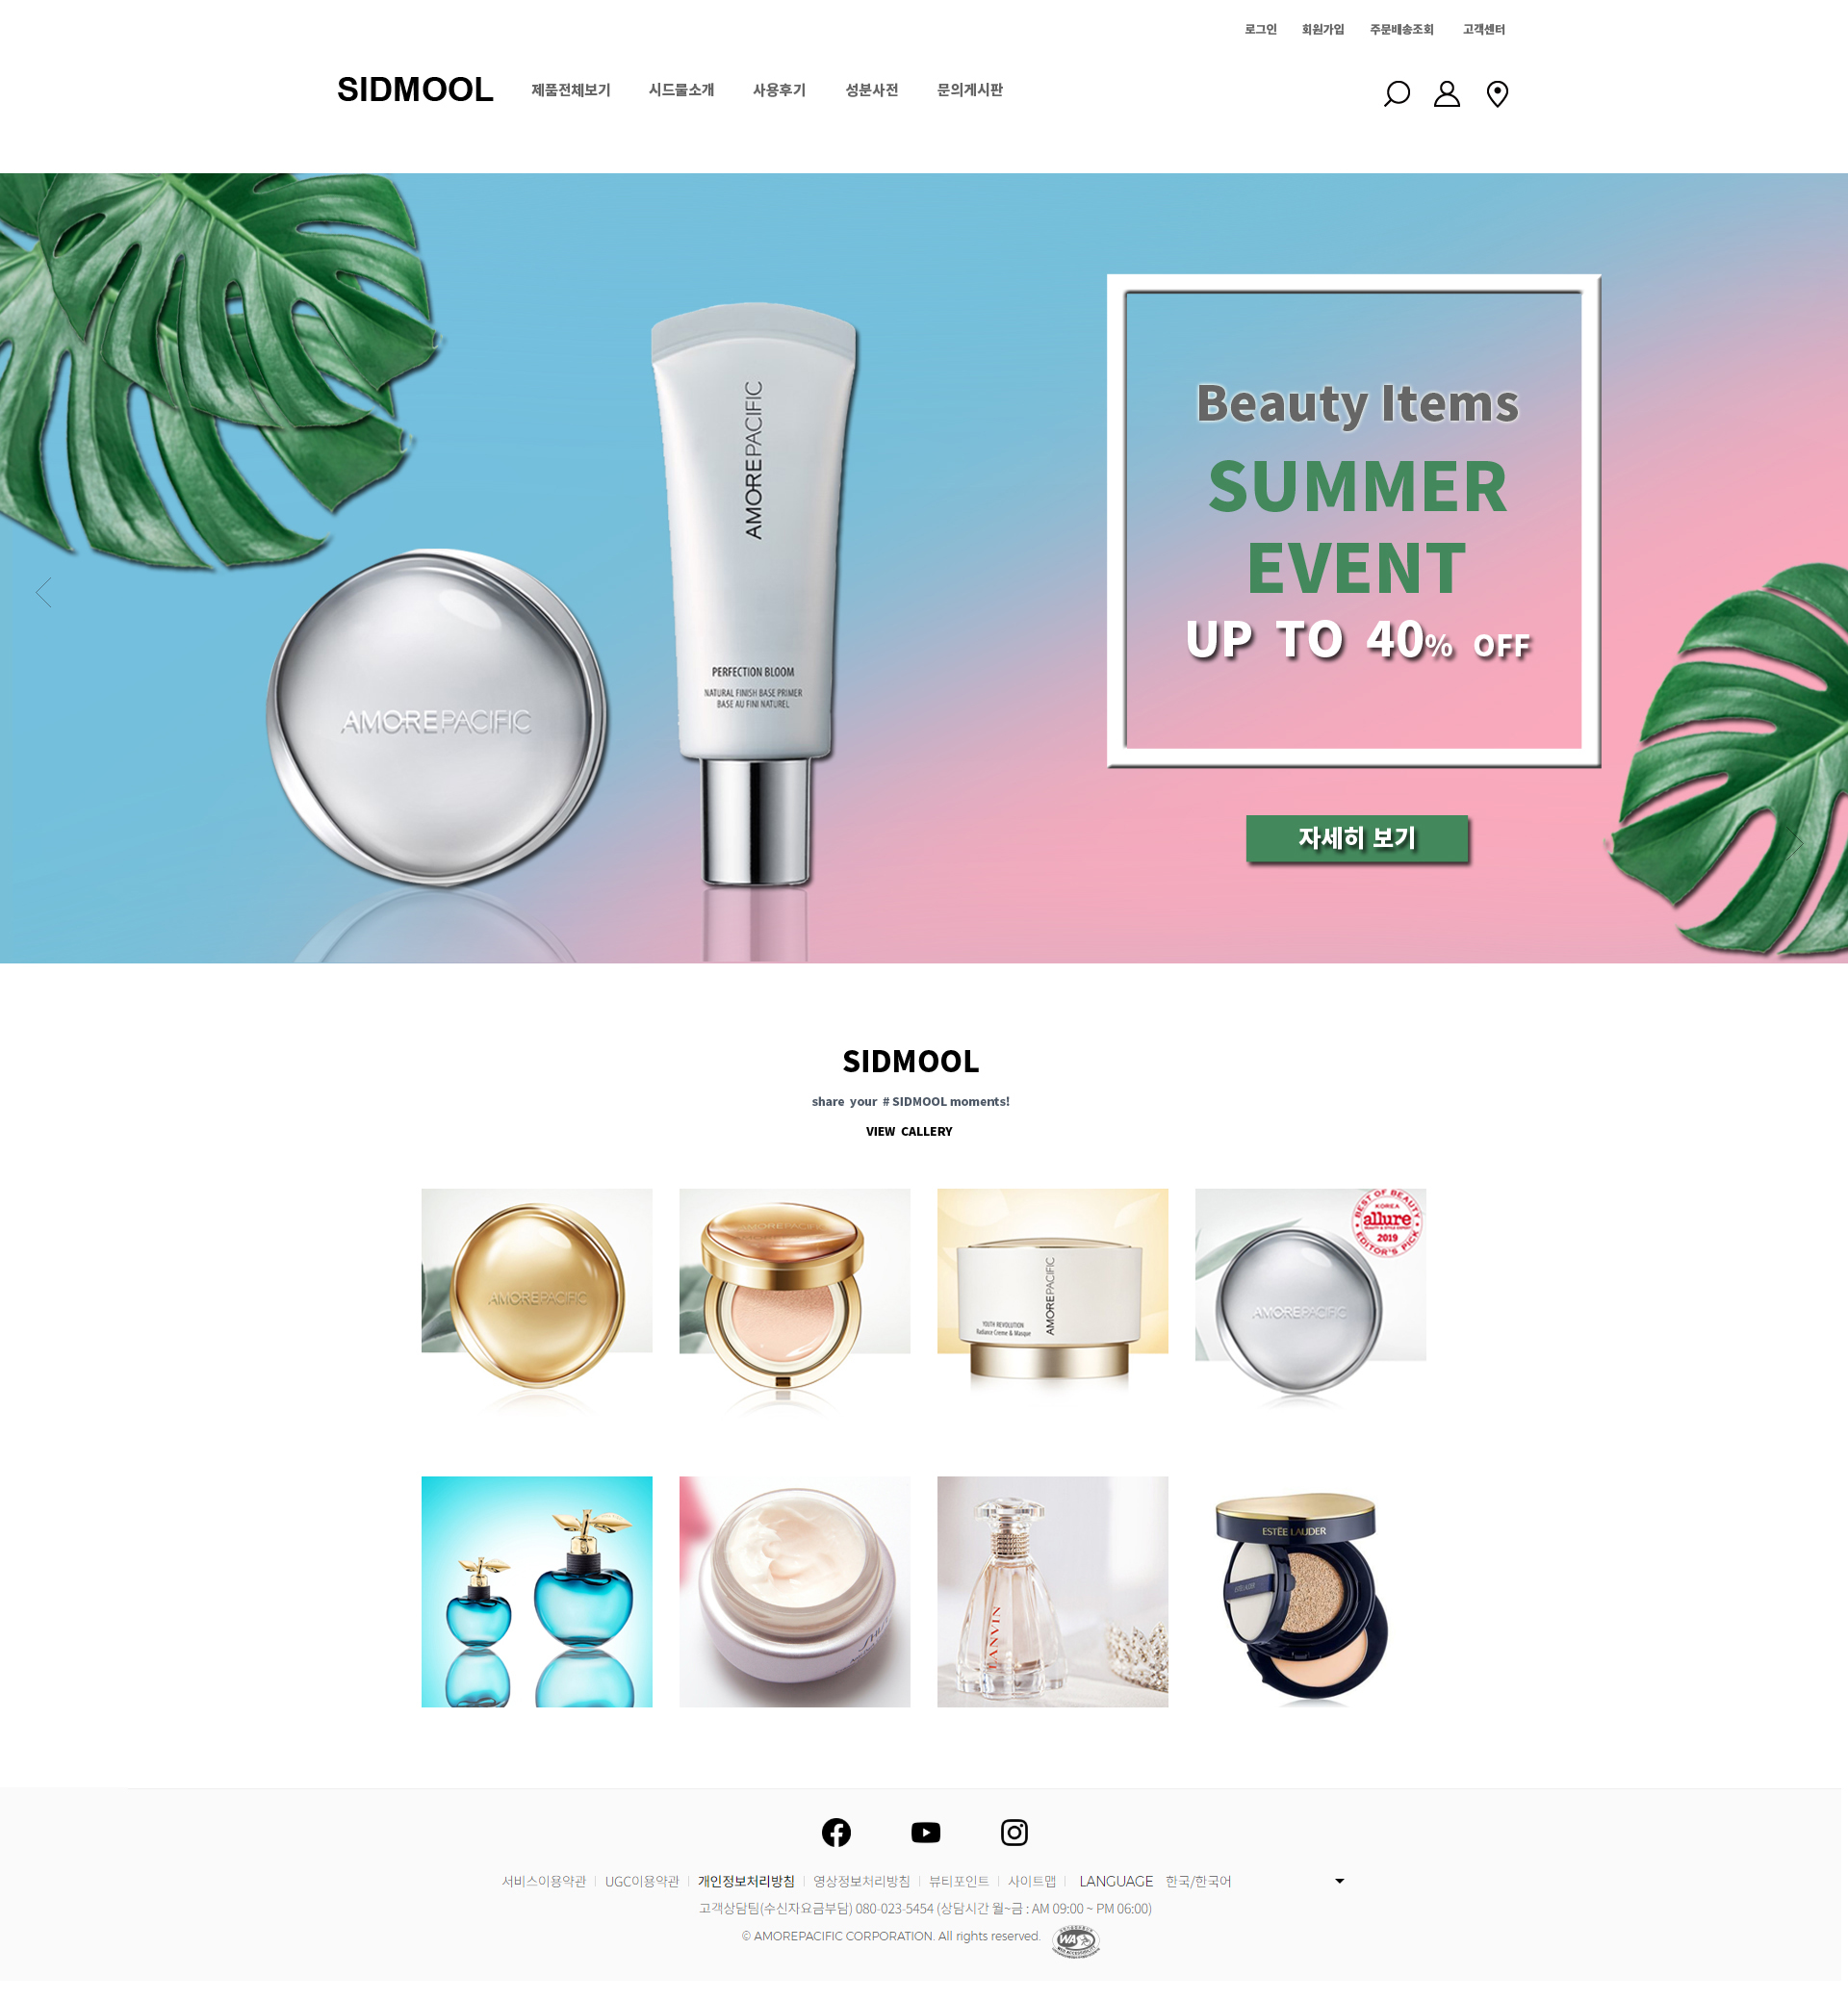 로그인 회원가입 주문배송조회 고객센터
SIDMOOL 제품전체보기 시드물소개 사용후기 성분사전 문의게시판
Beauty Items
SUMMER
EVENT
UP TO 40% OFF
AMOREPACIFIC
PERFECTION BLOOM
NATURAL FINISH BASE PRIMER
BASE AU FINI NATUREL
AMOREPACIFIC
자세히 보기
SIDMOOL
share your # SIDMOOL moments!
VIEW CALLERY
AMOREPACIFIC
AMOREPACIFIC
AMOREPACIFIC
YOUTH REVOLUTION
Radiance Creme & Masque
BEST OF BEAUTY
KOREA
allure
2019
EDITOR'S PICK
AMOREPACIFIC
LANVIN
ESTĒE LAUDER
서비스이용약관 UGC이용약관 개인정보처리방침 영상정보처리방침 뷰티포인트 사이트맵 LANGUAGE 한국/한국어
고객상담팀(수신자요금부담) 080-023-5454 (상담시간 월~금 : AM 09:00 ~ PM 06:00)
© AMOREPACIFIC CORPORATION. All rights reserved.
WA